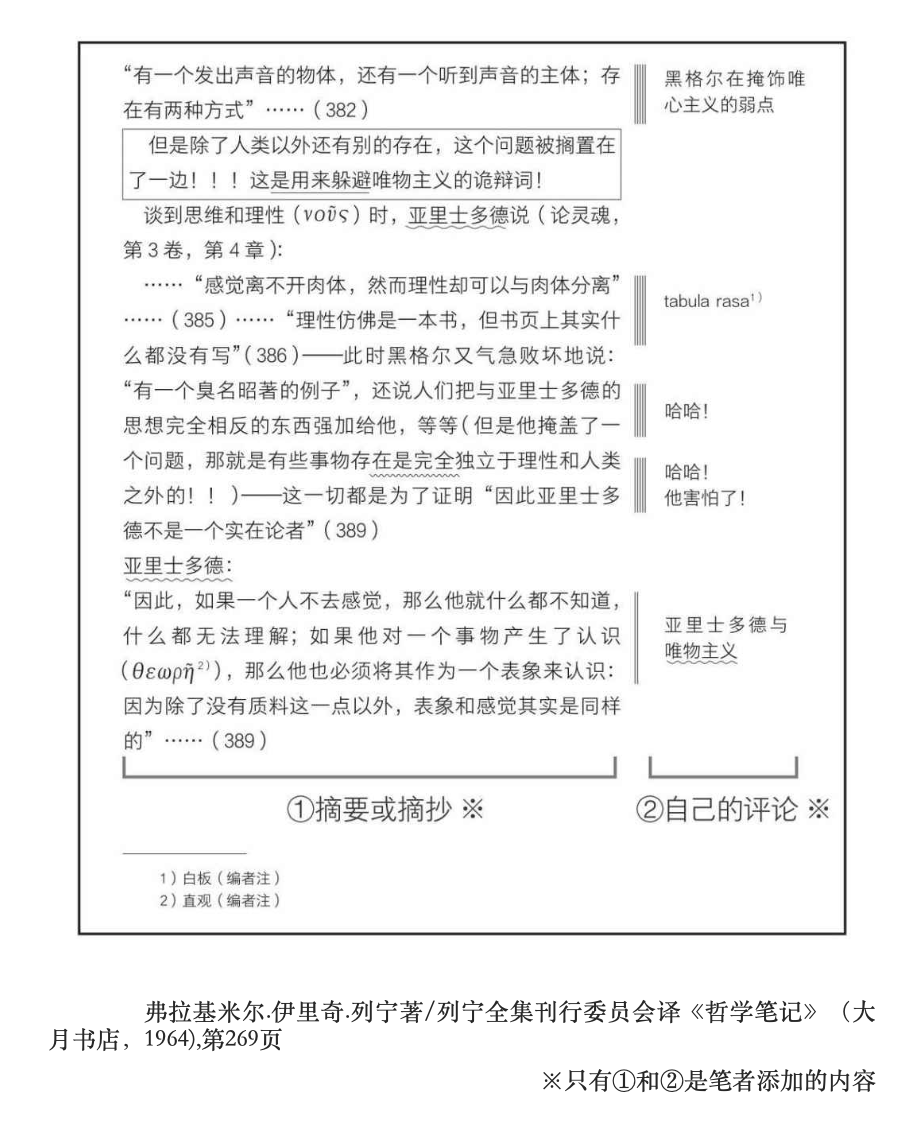 “有一个发出声音的物体，还有一个听到声音的主体；存
在有两种方式”……（382）
黑格尔在掩饰唯
心主义的弱点
但是除了人类以外还有别的存在，这个问题被搁置在
了一边！！！这是用来躲避唯物主义的诡辩词！
谈到思维和理性（νοῦς）时，亚里士多德说（论灵魂，
第3卷，第4章）：
……“感觉离不开肉体，然而理性却可以与肉体分离”
……（385）……“理性仿佛是一本书，但书页上其实什
么都没有写”（386）——此时黑格尔又气急败坏地说：
“有一个臭名昭著的例子”，还说人们把与亚里士多德的
思想完全相反的东西强加给他，等等（但是他掩盖了一
个问题，那就是有些事物存在是完全独立于理性和人类
之外的！！）——这一切都是为了证明“因此亚里士多
德不是一个实在论者”（389）
tabula rasa1）
哈哈！
哈哈！
他害怕了！
亚里士多德：
“因此，如果一个人不去感觉，那么他就什么都不知道，
什么都无法理解；如果他对一个事物产生了认识
（θεωρῆ2)），那么他也必须将其作为一个表象来认识：
因为除了没有质料这一点以外，表象和感觉其实是同样
的”……（389）
亚里士多德与
唯物主义
①摘要或摘抄※
②自己的评论※
1）白板（编者注）
2）直观（编者注）
弗拉基米尔.伊里奇.列宁著/列宁全集刊行委员会译《哲学笔记》（大
月书店，1964),第269页
※只有①和②是笔者添加的内容